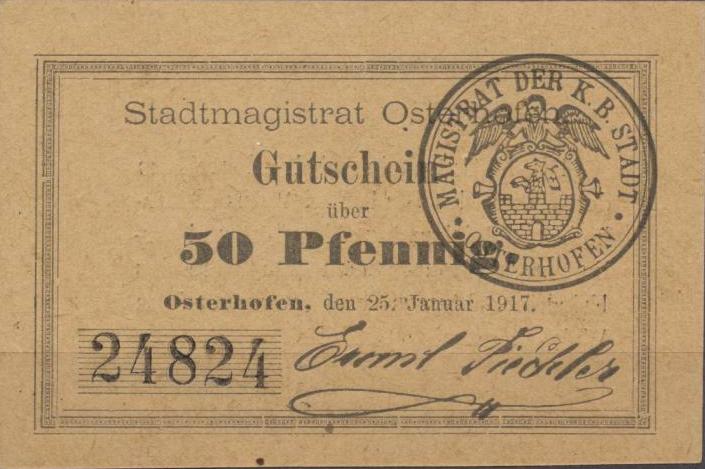 Stadtmagistrat Osterhofen.
Gutschein
über
50 Pfennig.
Osterhofen, den 25. Januar 1917.
24824
MAGISTRAT DER K. B. STADT
• OSTERHOFEN •